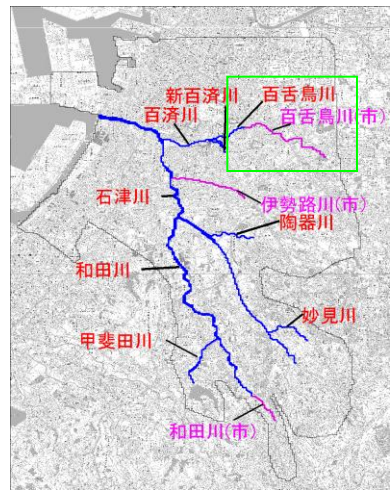 新百済川
百舌鳥川
百済川
百舌鳥川(市)
石津川
伊勢路川(市)
陶器川
和田川
妙見川
甲斐田川
和田川(市)